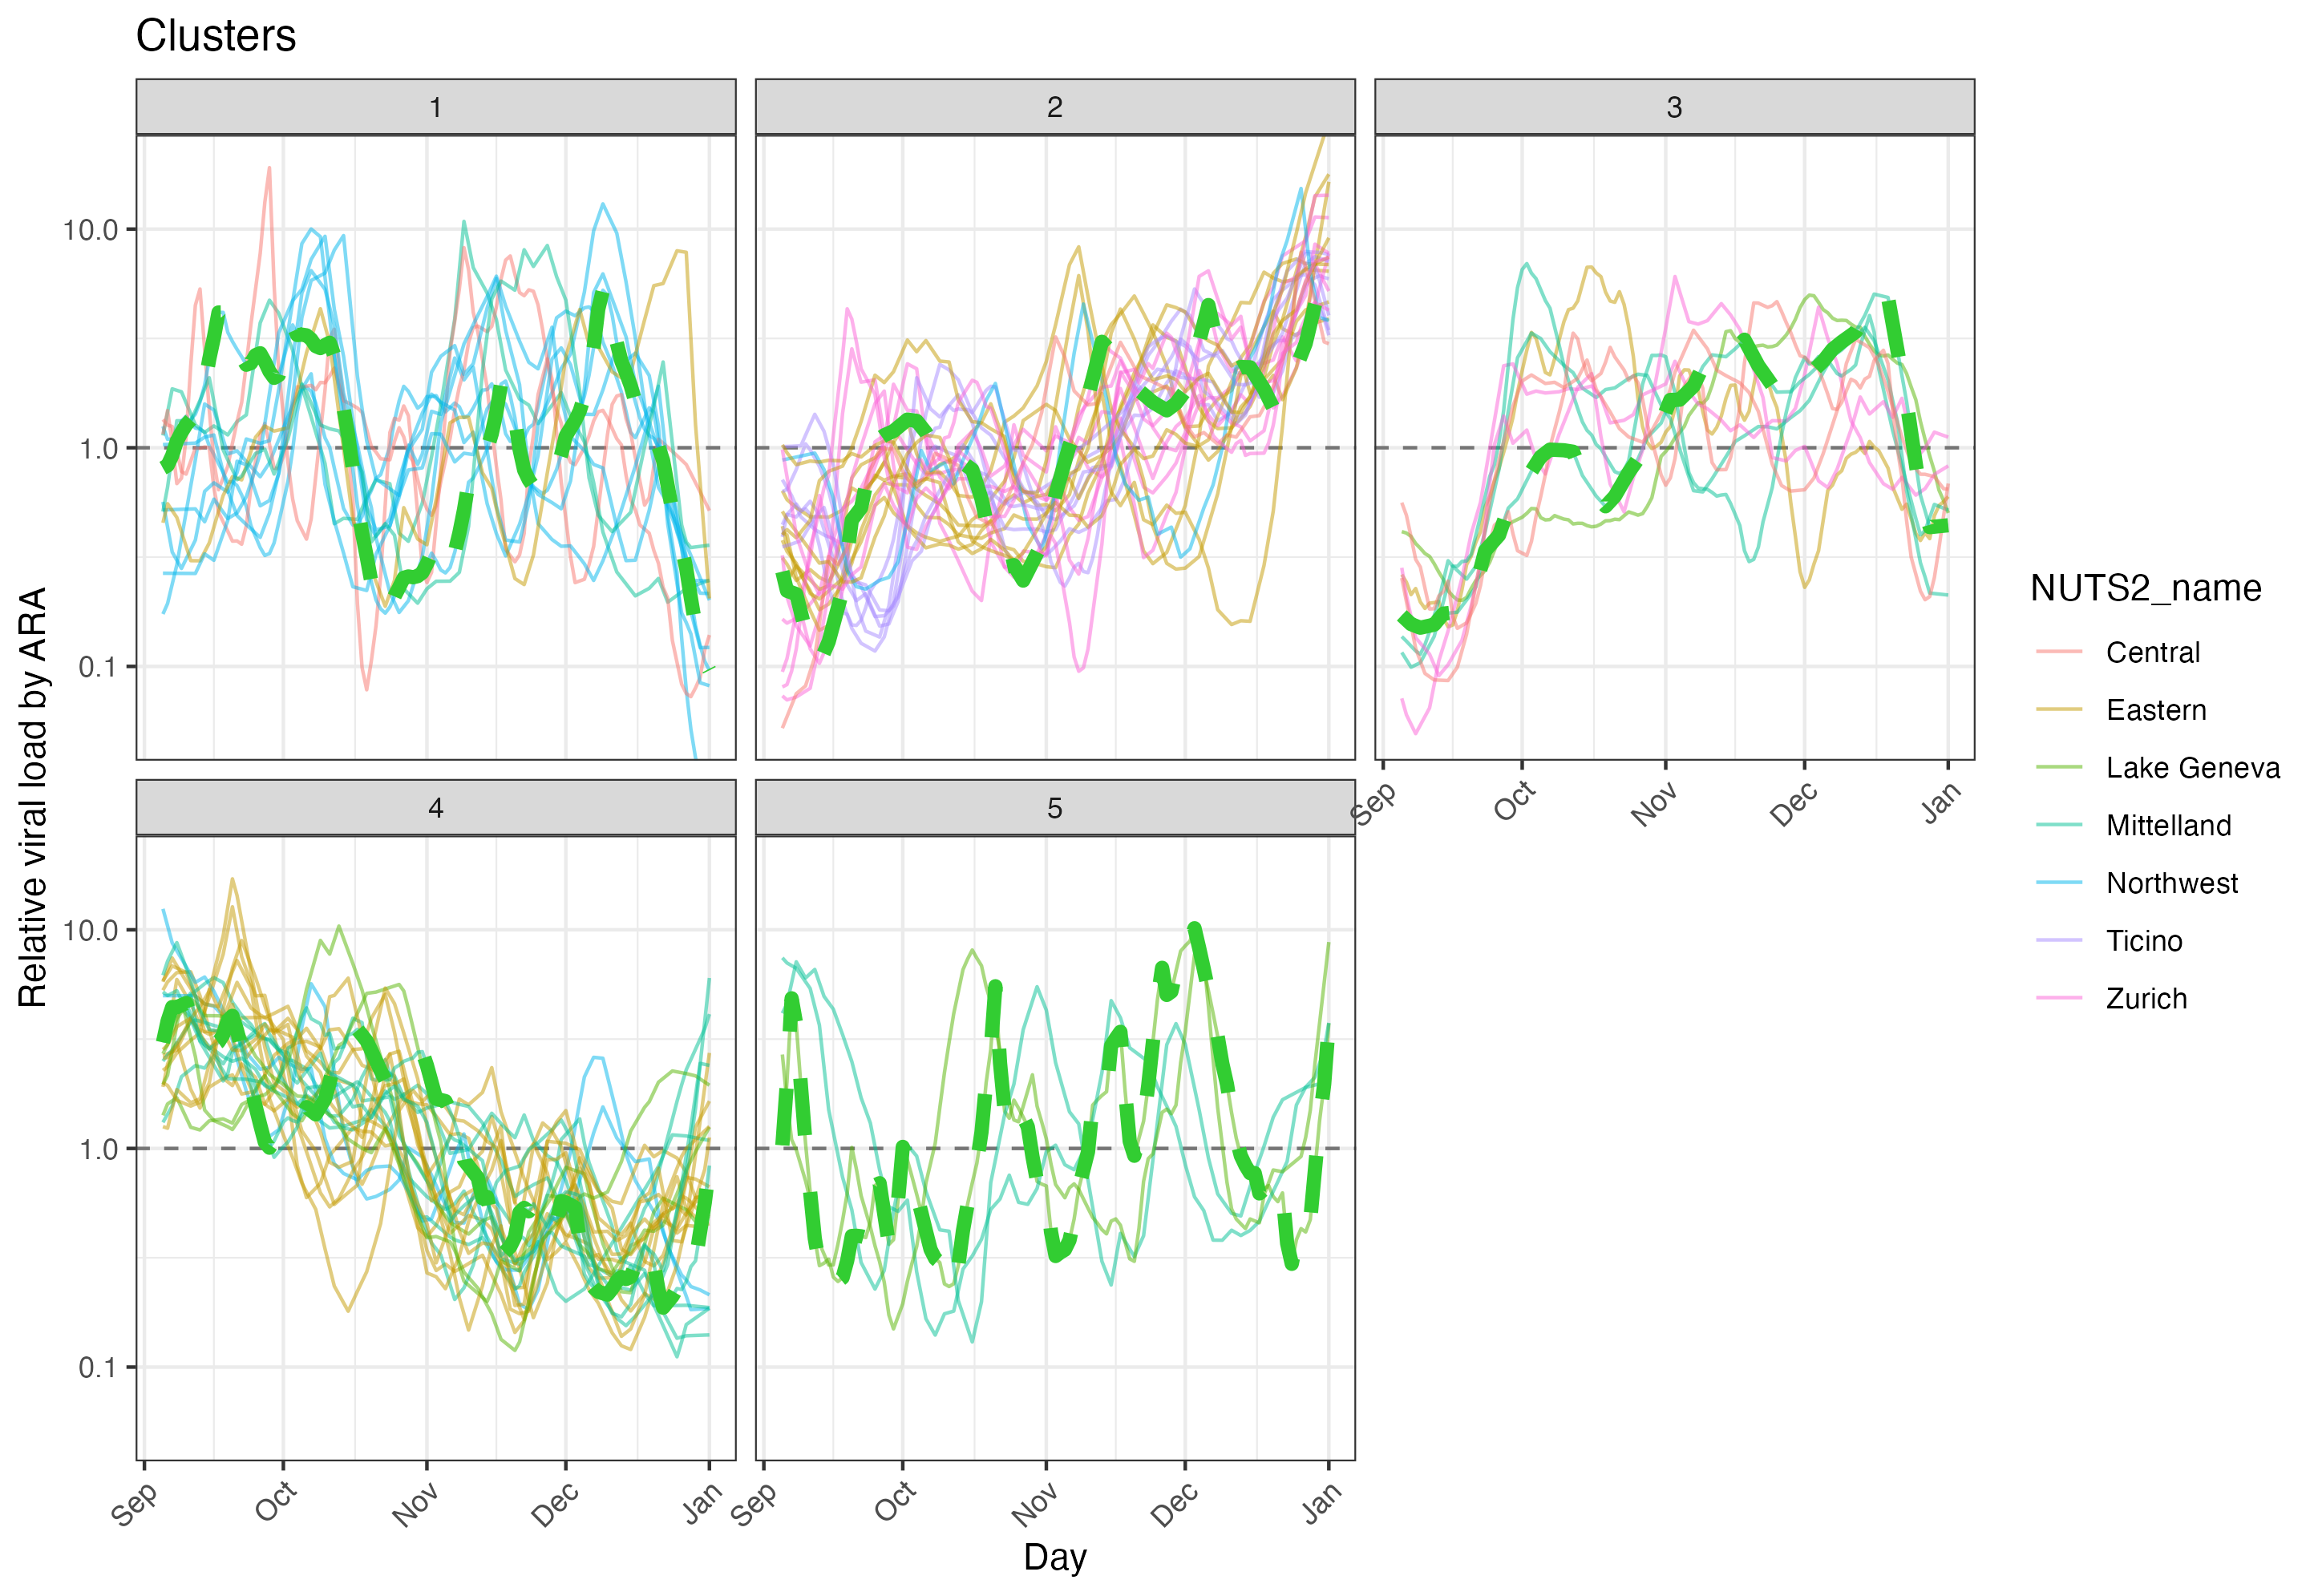 Clusters
1
2
3
10.0
1.0
0.1
Sep
Oct
Nov
Dec
Jan
4
5
10.0
1.0
0.1
Sep
Oct
Nov
Dec
Jan
Sep
Oct
Nov
Dec
Jan
Day
Relative viral load by ARA
NUTS2_name
Central
Eastern
Lake Geneva
Mittelland
Northwest
Ticino
Zurich